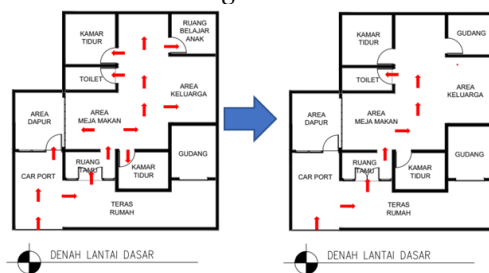 KAMAR
TIDUR
RUANG
BELAJAR
ANAK
TOILET
AREA
KELUARGA
AREA
DAPUR
AREA
MEJA MAKAN
GUDANG
RUANG
TAMU
KAMAR
TIDUR
CAR PORT
TERAS
RUMAH
DENAH LANTAI DASAR
KAMAR
TIDUR
GUDANG
TOILET
AREA
KELUARGA
AREA
DAPUR
AREA
MEJA MAKAN
GUDANG
RUANG
TAMU
KAMAR
TIDUR
CAR PORT
TERAS
RUMAH
DENAH LANTAI DASAR